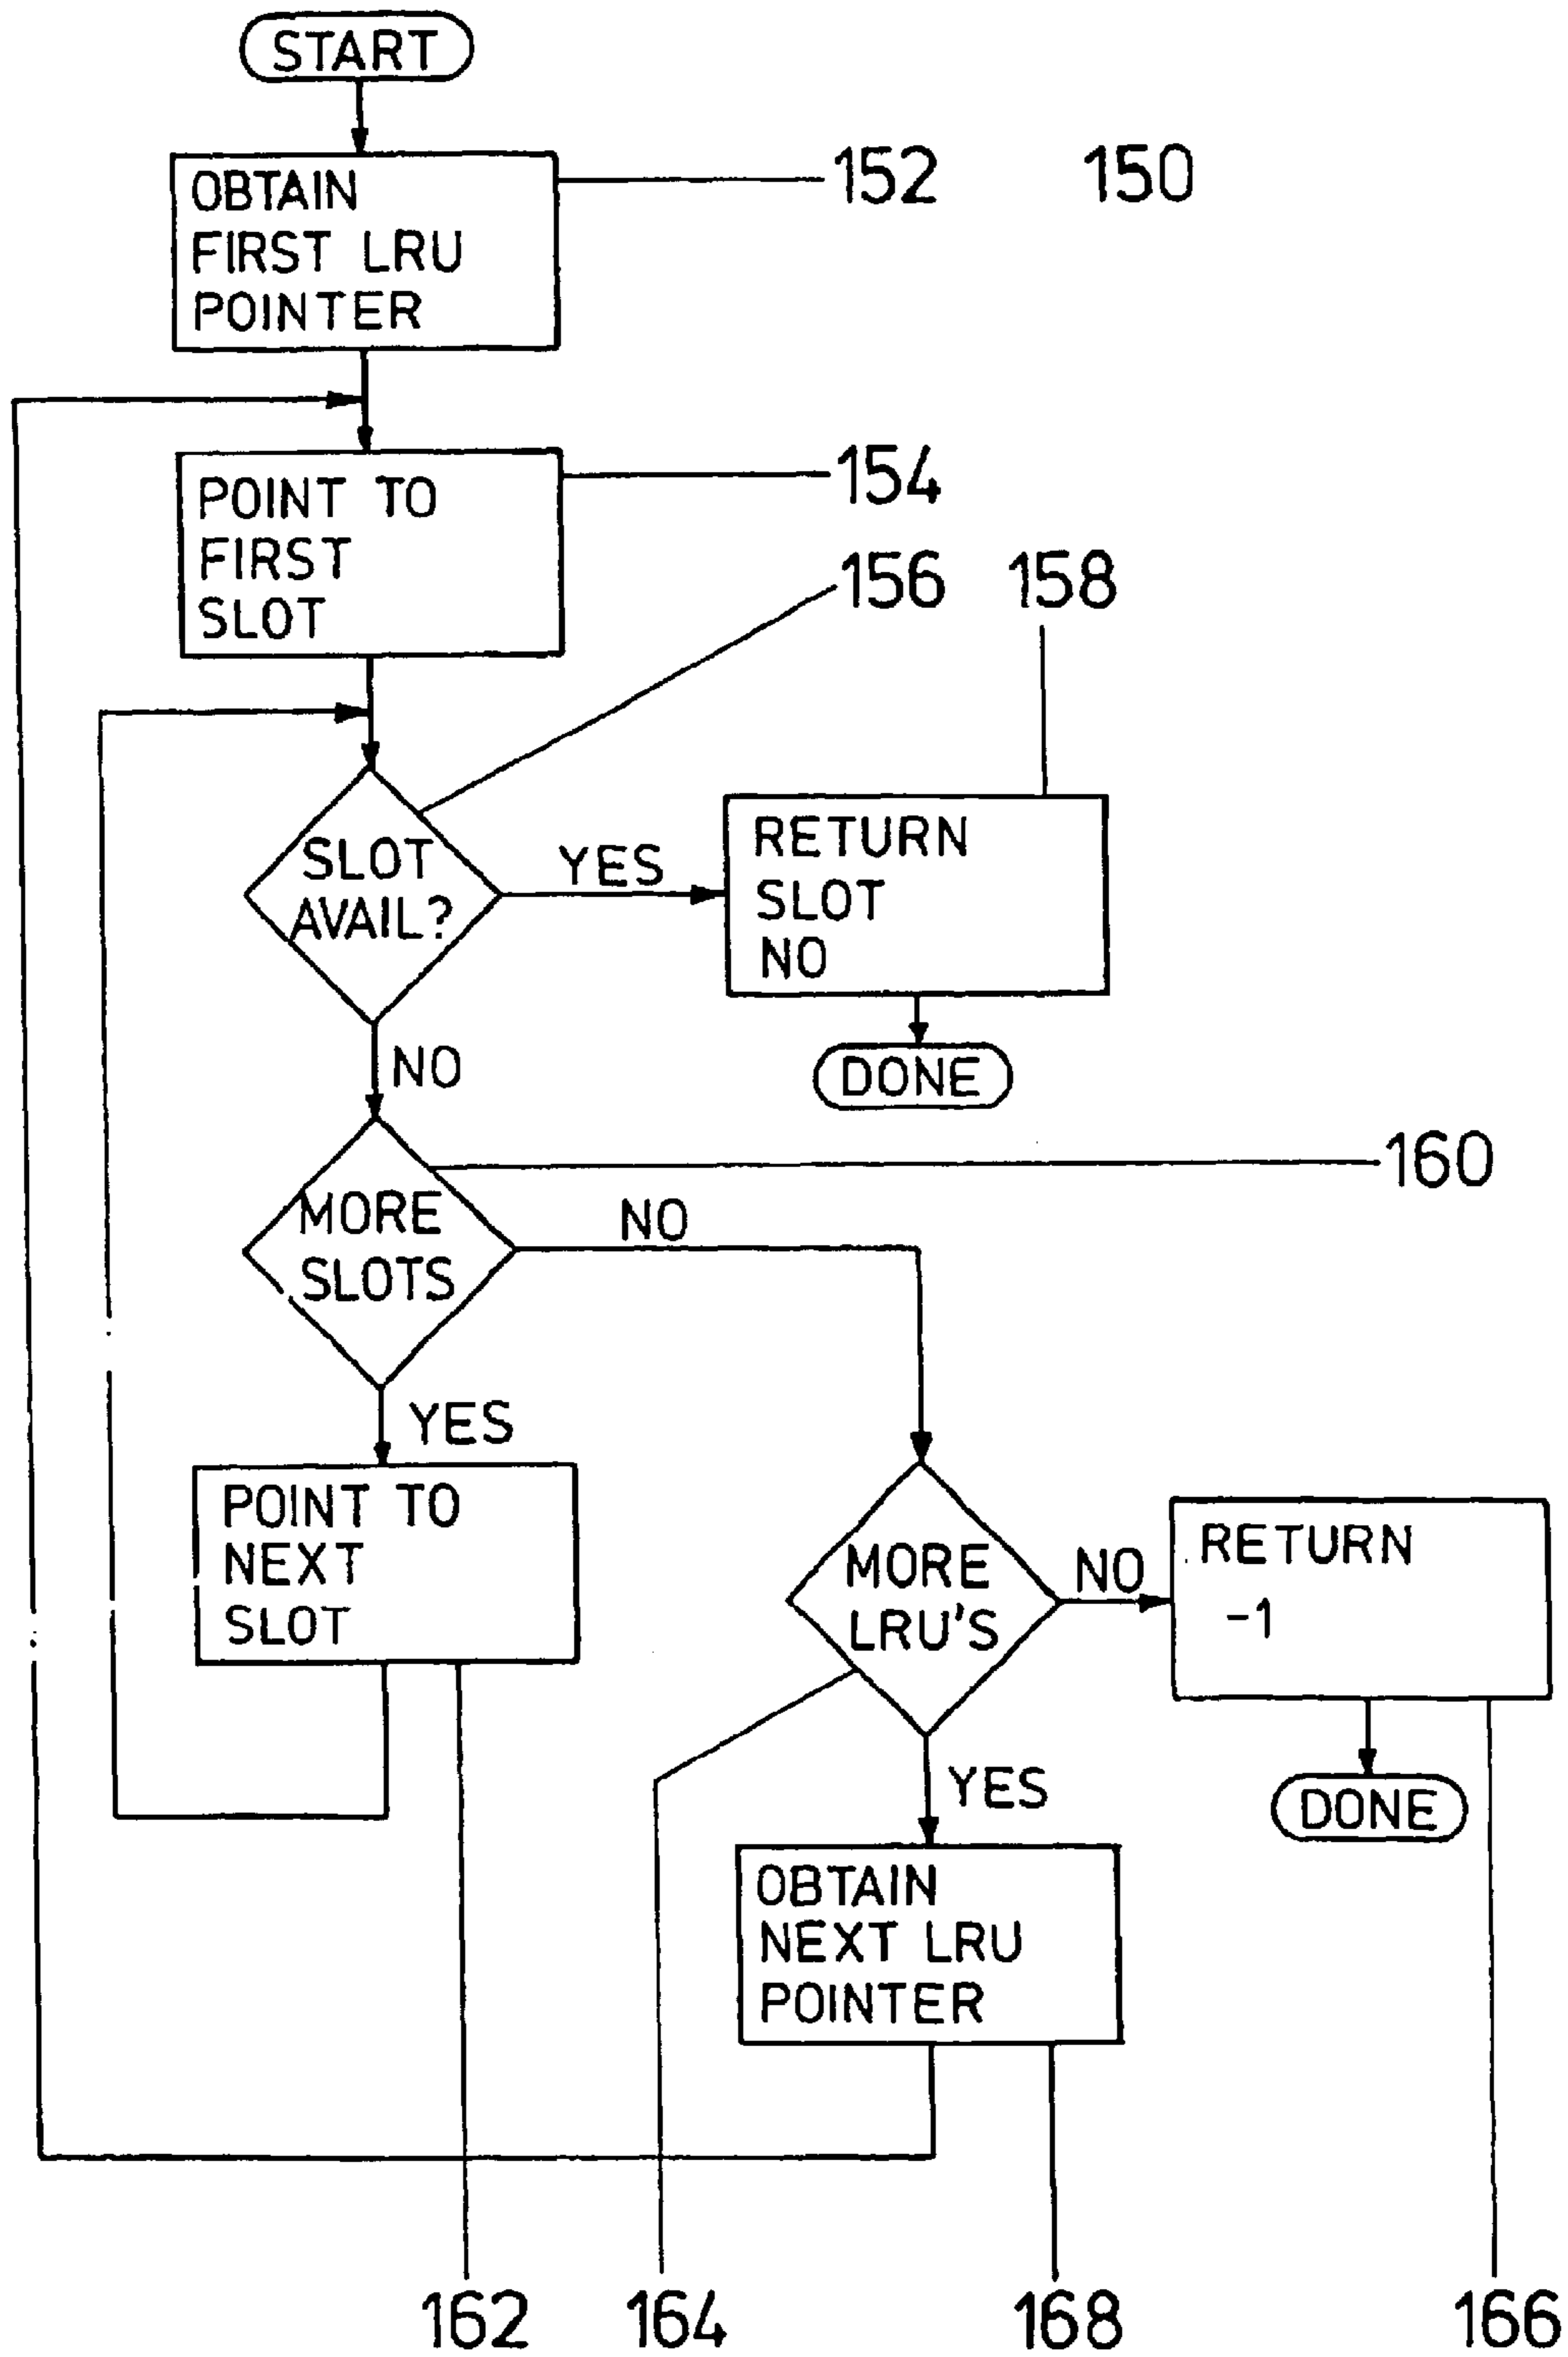 START
OBTAIN
FIRST LRU
POINTER
152
150
POINT TO
FIRST
SLOT
154
156
158
SLOT
AVAIL?
YES
RETURN
SLOT
NO
DONE
NO
160
MORE
SLOTS
NO
YES
POINT TO
NEXT
SLOT
MORE
LRU'S
NO
RETURN
-1
DONE
YES
OBTAIN
NEXT LRU
POINTER
162
164
168
166